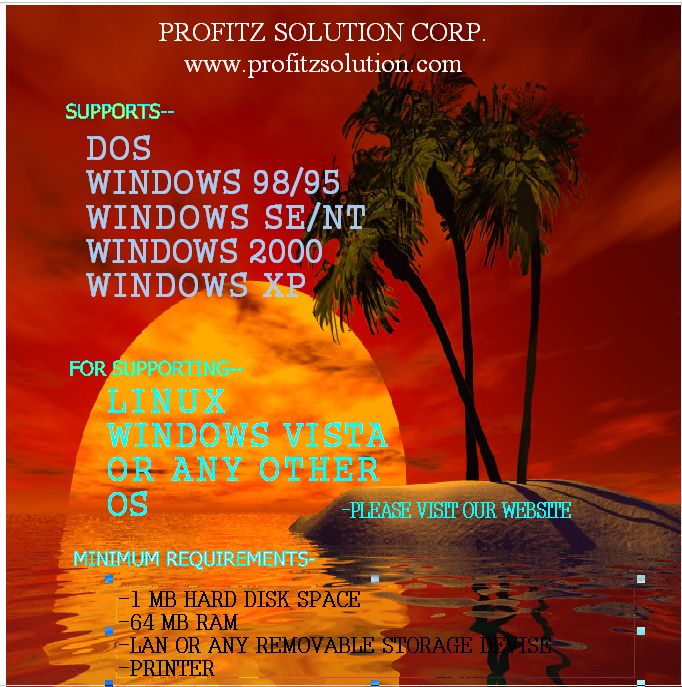 PROFITZ SOLUTION CORP.
www.profitzsolution.com
SUPPORTS--
DOS
WINDOWS 98/95
WINDOWS SE/NT
WINDOWS 2000
WINDOWS XP
FOR SUPPORTING--
LINUX
WINDOWS VISTA
OR ANY OTHER
OS
-PLEASE VISIT OUR WEBSITE
MINIMUM REQUIREMENTS-
-1 MB HARD DISK SPACE
-64 MB RAM
-LAN OR ANY REMOVABLE STORAGE DEVISE
-PRINTER